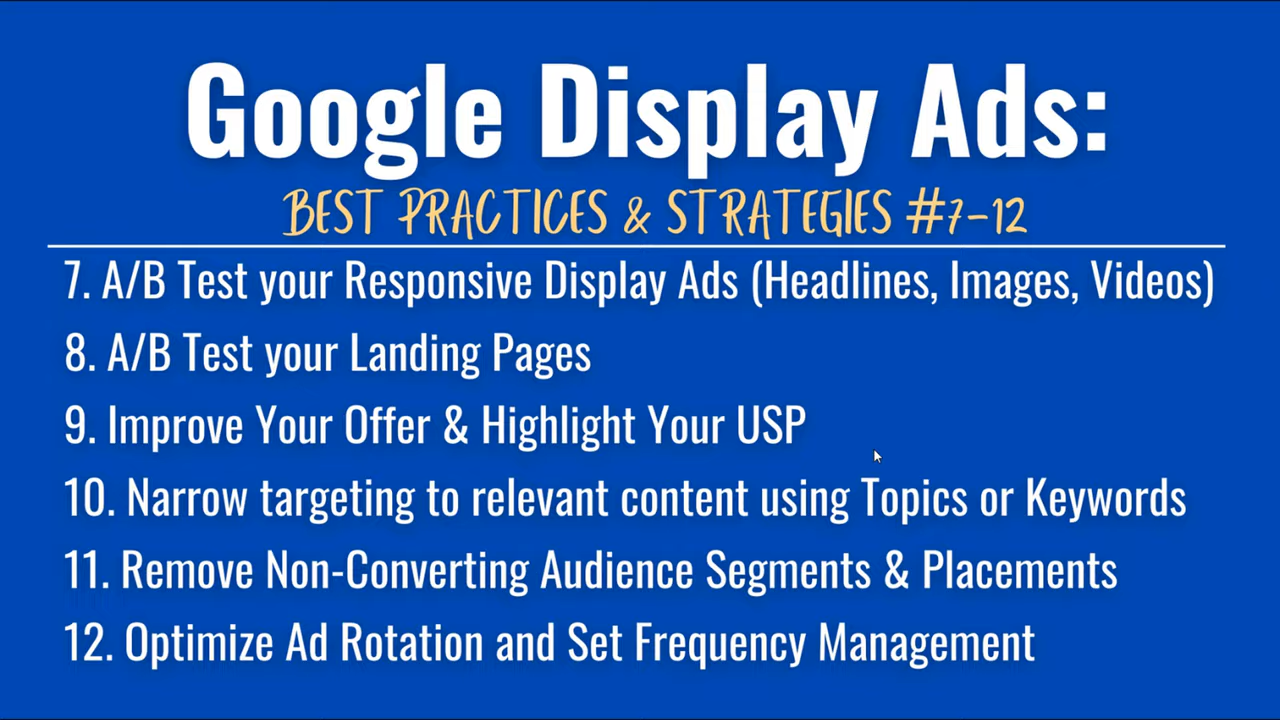 Google Display Ads:
BEST PRACTICES & STRATEGIES #7-12
7. A/B Test your Responsive Display Ads (Headlines, Images, Videos)
8. A/B Test your Landing Pages
9. Improve Your Offer & Highlight Your USP
10. Narrow targeting to relevant content using Topics or Keywords
11. Remove Non-Converting Audience Segments & Placements
12. Optimize Ad Rotation and Set Frequency Management